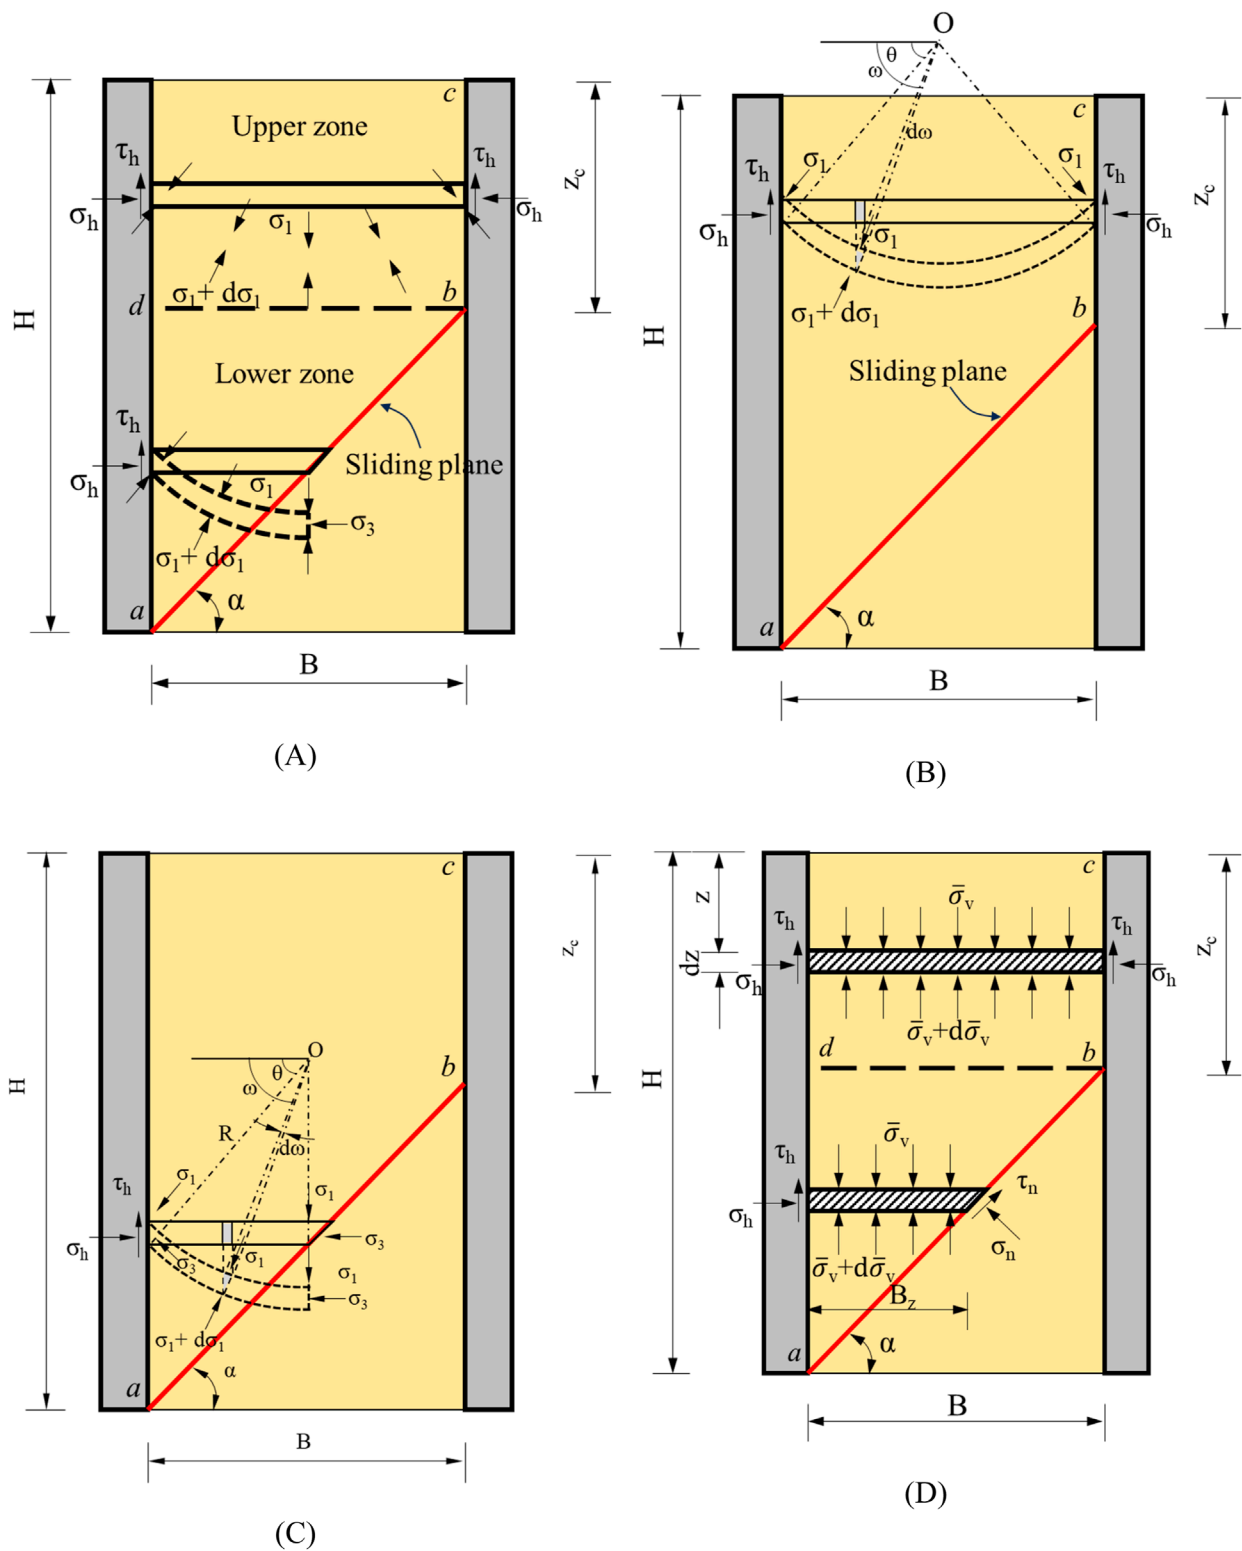 c
Upper zone
τh
τh
zc
σh
σ1
σh
H
d
σ1+ dσ1
b
Lower zone
τh
Sliding plane
σh
σ1
σ3
σ1+ dσ1
a
α
B
(A)
O
θ
ω
c
dω
σ1
σ1
τh
τh
zc
σh
σ1
σh
σ1+ dσ1
b
H
Sliding plane
a
α
B
(B)
c
zc
H
O
θ
b
ω
R
dω
σ1
τh
σ1
σh
σ3
σ1
σ3
σ1
σ3
σ1+ dσ1
α
a
B
(C)
c
z
σ̅v
τh
τh
zc
dz
σh
σh
σ̅v+dσ̅v
d
b
H
σ̅v
τh
τn
σh
σn
σ̅v+dσ̅v
Bz
α
a
B
(D)